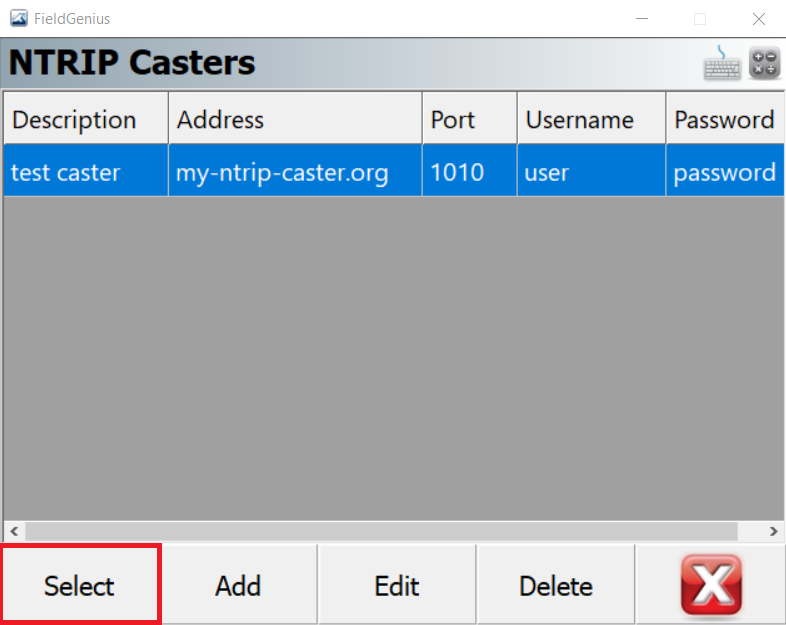 FieldGenius
NTRIP Casters
Description Address Port Username Password
test caster my-ntrip-caster.org 1010 user password
Select Add Edit Delete